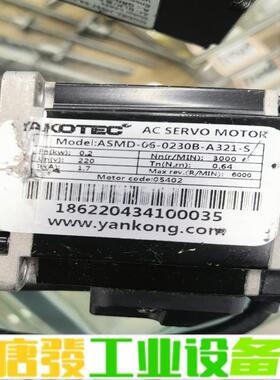 YAKOTEC AC SERVO MOTOR
Model:ASMD-06-0230B-A321-S
Pn(kw): 0.2 Nn(r/MIN): 3000
Un(v): 220 Tn(N.m): 0.64
In(A): 1.7 Max rev.(R/MIN): 6000
Motor code:05402
186220434100035
www.yankong.com
唐發工业设备